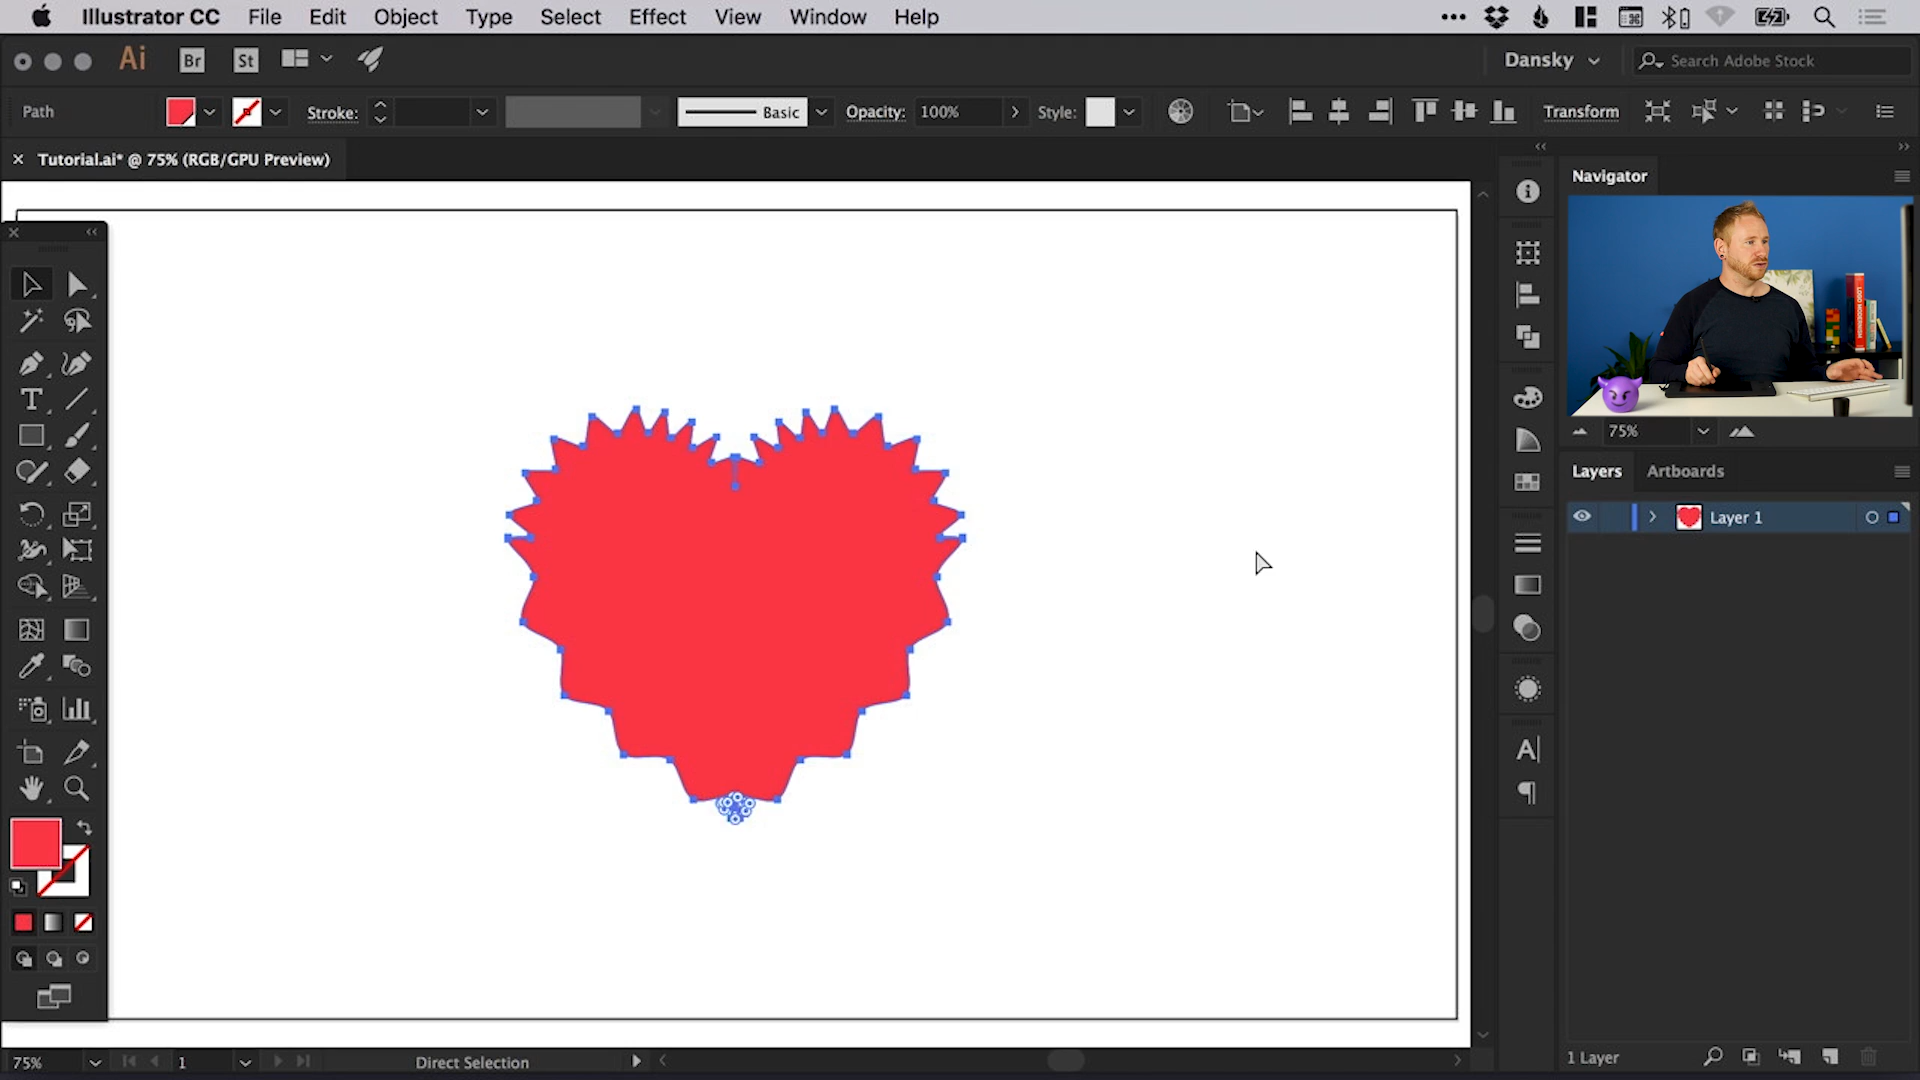 Illustrator CC File Edit Object Type Select Effect View Window Help
Ai Br St Dansky Search Adobe Stock
Path Stroke: Basic Opacity: 100% Style: Transform
Tutorial.ai* @ 75% (RGB/GPU Preview)
Navigator
75%
Layers Artboards
Layer 1
75% 1 Direct Selection
1 Layer